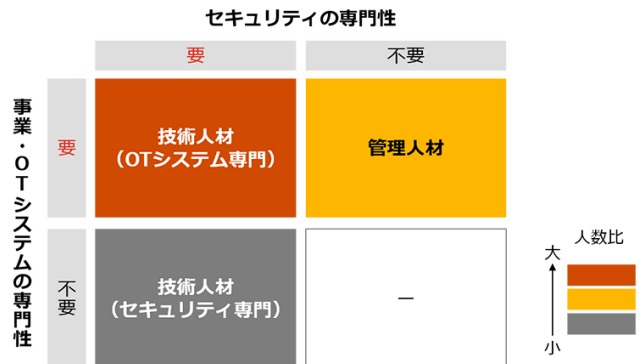 セキュリティの専門性
要
不要
事業・OTシステムの専門性
要
技術人材
（OTシステム専門）
管理人材
不要
技術人材
（セキュリティ専門）
－
人数比
大
小